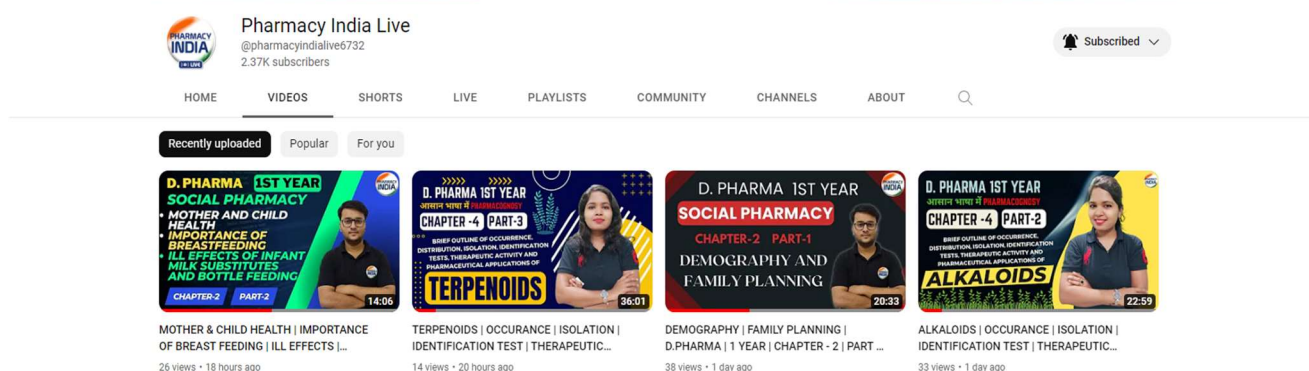 PHARMACY
INDIA
LIVE
Pharmacy India Live
@pharmacyindialive6732
2.37K subscribers
Subscribed
HOME VIDEOS SHORTS LIVE PLAYLISTS COMMUNITY CHANNELS ABOUT
Recently uploaded Popular For you
D. PHARMA 1ST YEAR
SOCIAL PHARMACY
• MOTHER AND CHILD
HEALTH
• IMPORTANCE OF
BREASTFEEDING
• ILL EFFECTS OF INFANT
MILK SUBSTITUTES
AND BOTTLE FEEDING
CHAPTER-2 PART-2
PHARMACY
INDIA
14:06
MOTHER & CHILD HEALTH | IMPORTANCE
OF BREAST FEEDING | ILL EFFECTS |...
26 views • 18 hours ago
>>>>> >>>>>
D. PHARMA 1ST YEAR
आसान भाषा में PHARMACOGNOSY
CHAPTER -4 PART-3
BRIEF OUTLINE OF OCCURRENCE,
DISTRIBUTION, ISOLATION, IDENTIFICATION
TESTS, THERAPEUTIC ACTIVITY AND
PHARMACEUTICAL APPLICATIONS OF
TERPENOIDS
36:01
TERPENOIDS | OCCURANCE | ISOLATION |
IDENTIFICATION TEST | THERAPEUTIC...
14 views • 20 hours ago
D. PHARMA 1ST YEAR
SOCIAL PHARMACY
CHAPTER-2 PART-1
DEMOGRAPHY AND
FAMILY PLANNING
PHARMACY
INDIA
20:33
DEMOGRAPHY | FAMILY PLANNING |
D.PHARMA | 1 YEAR | CHAPTER - 2 | PART ...
38 views • 1 day ago
D. PHARMA 1ST YEAR
आसान भाषा में PHARMACOGNOSY
CHAPTER -4 PART-2
BRIEF OUTLINE OF OCCURRENCE,
DISTRIBUTION, ISOLATION, IDENTIFICATION
TESTS, THERAPEUTIC ACTIVITY AND
PHARMACEUTICAL APPLICATIONS OF
ALKALOIDS
22:59
ALKALOIDS | OCCURANCE | ISOLATION |
IDENTIFICATION TEST | THERAPEUTIC...
33 views • 1 day ago